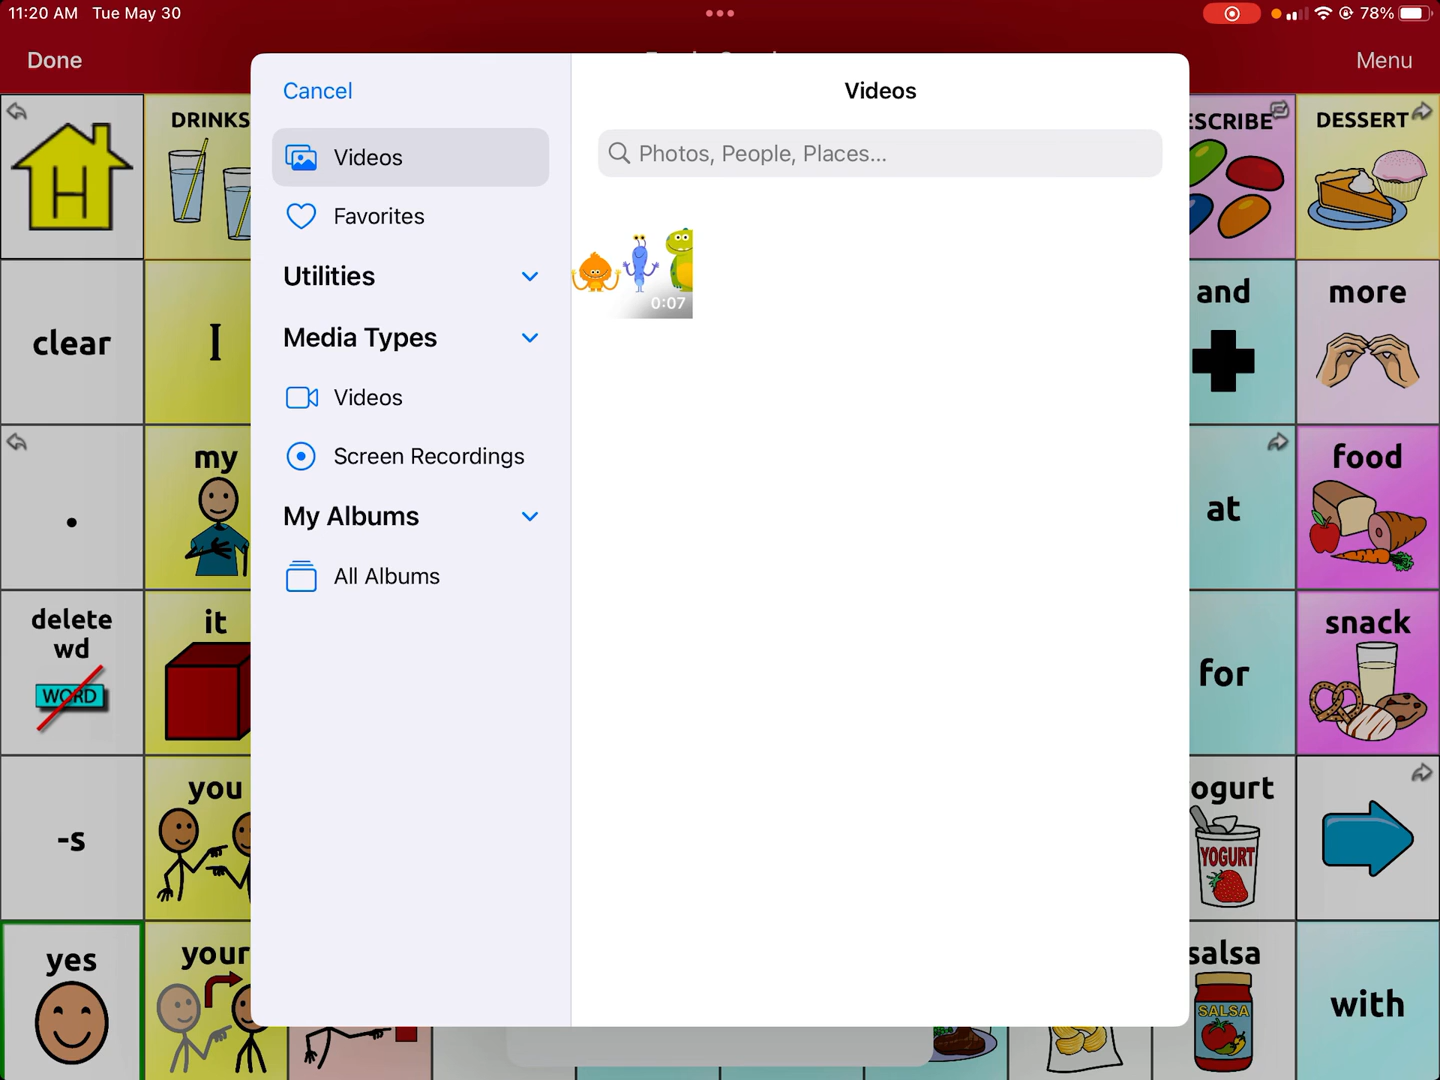 11:20 AM Tue May 30
78%
Done
Menu
Cancel
Videos
Photos, People, Places...
Videos
Favorites
Utilities
Media Types
Videos
Screen Recordings
My Albums
All Albums
0:07
H
DRINKS
ESCRIBE
DESSERT
clear
I
and
more
.
my
at
food
delete
wd
WORD
it
for
snack
-s
you
ogurt
YOGURT
yes
your
salsa
SALSA
with